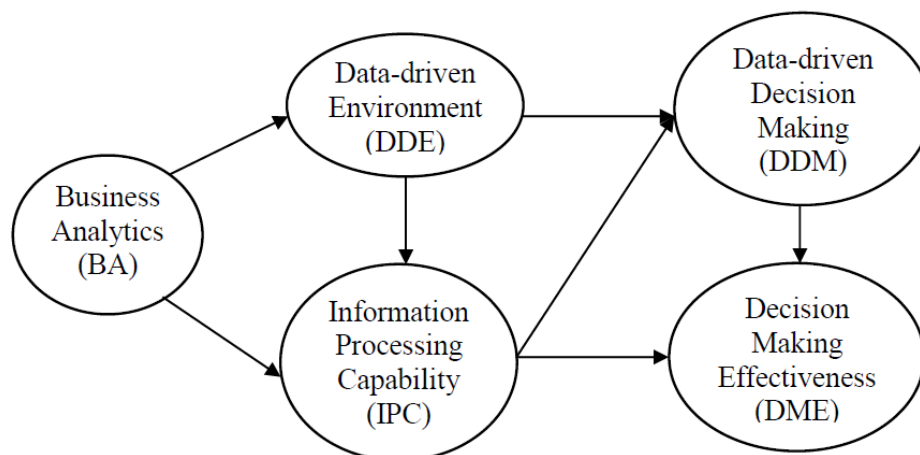 Data-driven
Environment
(DDE)
Data-driven
Decision
Making
(DDM)
Business
Analytics
(BA)
Information
Processing
Capability
(IPC)
Decision
Making
Effectiveness
(DME)